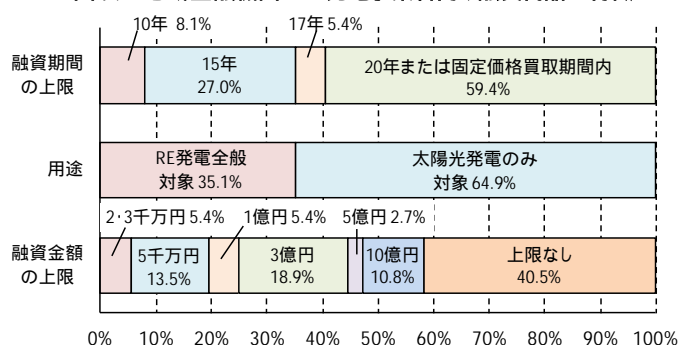 10年 8.1%
17年 5.4%
融資期間
の上限
15年
27.0%
20年または固定価格買取期間内
59.4%
用途
RE発電全般
対象 35.1%
太陽光発電のみ
対象 64.9%
2・3千万円 5.4%
1億円 5.4%
5億円 2.7%
融資金額
の上限
5千万円
13.5%
3億円
18.9%
10億円
10.8%
上限なし
40.5%
0% 10% 20% 30% 40% 50% 60% 70% 80% 90% 100%